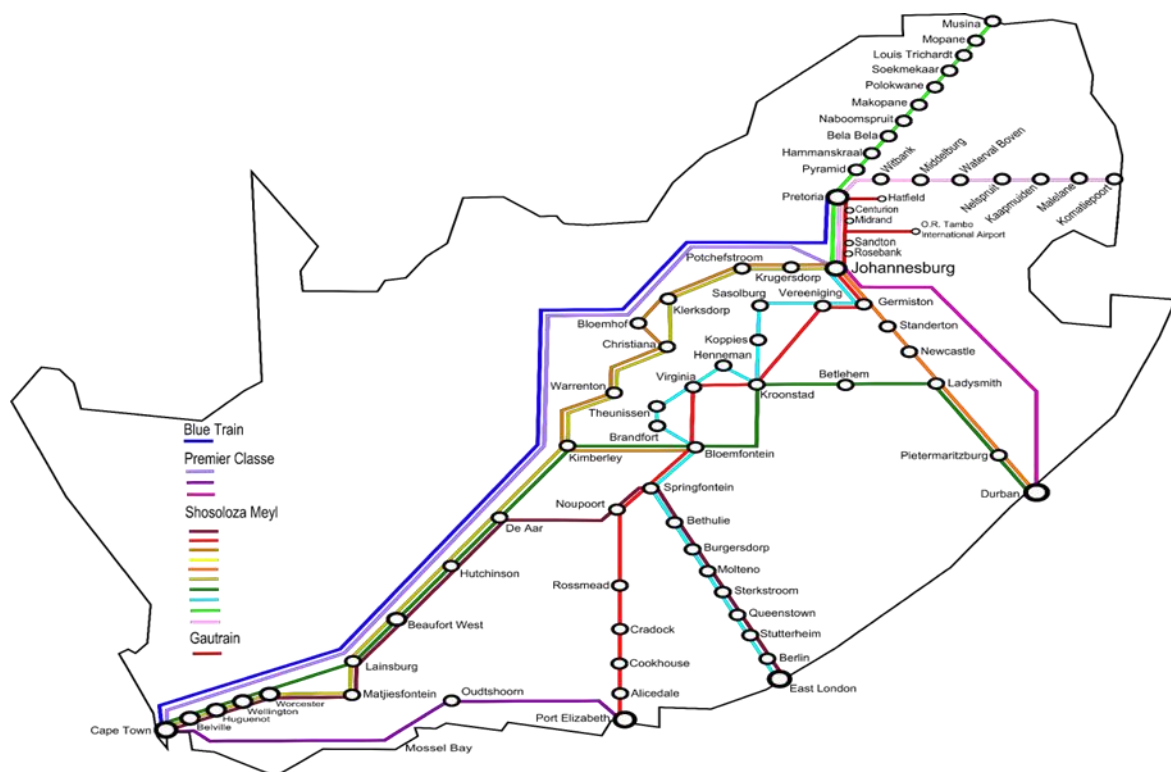 Musina
Mopane
Louis Trichardt
Soekmekaar
Polokwane
Makopane
Naboomspruit
Bela Bela
Hammanskraal
Pyramid
Witbank
Middelburg
Waterval Boven
Nelspruit
Kaapmuiden
Malelane
Komatiepoort
Pretoria
Hatfield
Centurion
Midrand
O.R. Tambo
International Airport
Sandton
Rosebank
Johannesburg
Potchefstroom
Krugersdorp
Sasolburg
Vereeniging
Germiston
Klerksdorp
Bloemhof
Standerton
Koppies
Christiana
Newcastle
Henneman
Warrenton
Virginia
Betlehem
Ladysmith
Kroonstad
Theunissen
Brandfort
Kimberley
Bloemfontein
Pietermaritzburg
Durban
Springfontein
Noupoort
De Aar
Bethulie
Burgersdorp
Hutchinson
Molteno
Rossmead
Sterkstroom
Queenstown
Beaufort West
Cradock
Stutterheim
Berlin
Lainsburg
Cookhouse
East London
Matjiesfontein
Oudtshoorn
Alicedale
Worcester
Wellington
Huguenot
Belville
Cape Town
Port Elizabeth
Mossel Bay
Blue Train
Premier Classe
Shosoloza Meyl
Gautrain